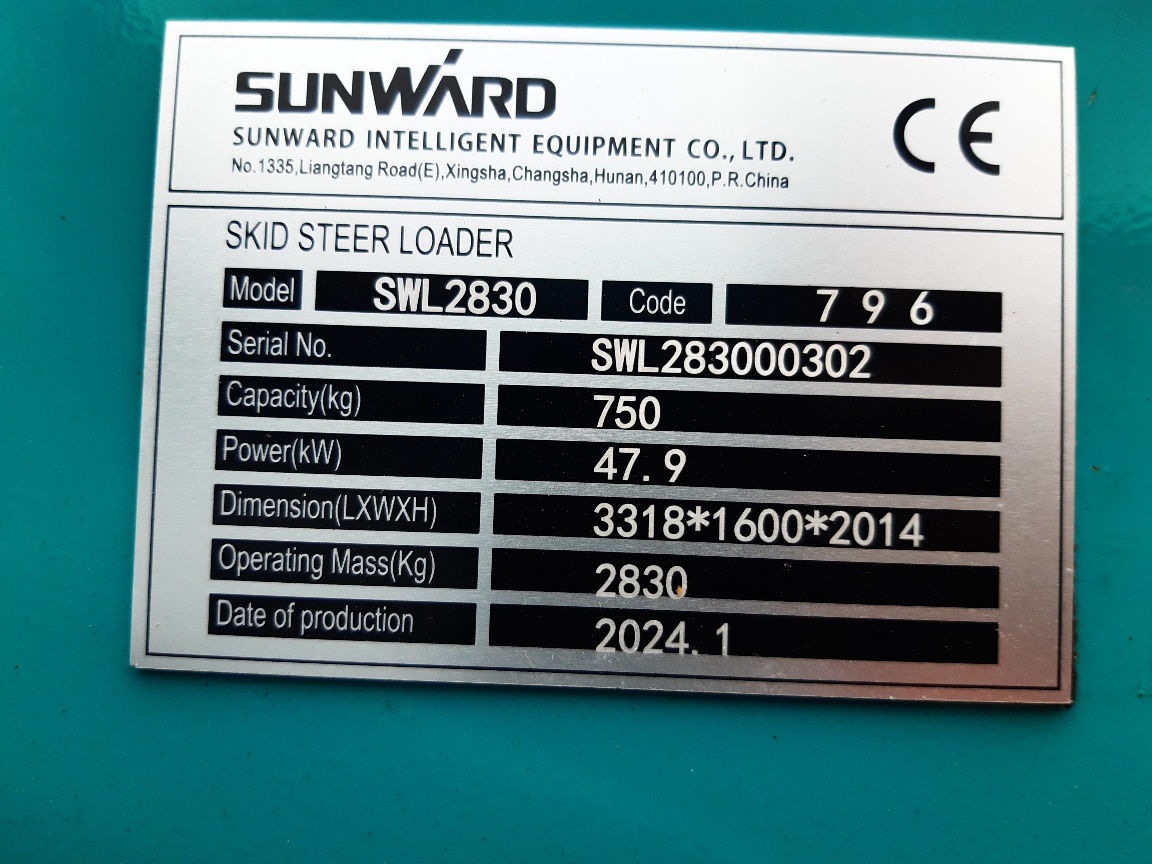 SUNWARD
SUNWARD INTELLIGENT EQUIPMENT CO., LTD.
No.1335,Liangtang Road(E),Xingsha,Changsha,Hunan,410100,P.R.China
CE
SKID STEER LOADER
Model SWL2830 Code 7 9 6
Serial No. SWL283000302
Capacity(kg) 750
Power(kW) 47.9
Dimension(LXWXH) 3318*1600*2014
Operating Mass(Kg) 2830
Date of production 2024.1